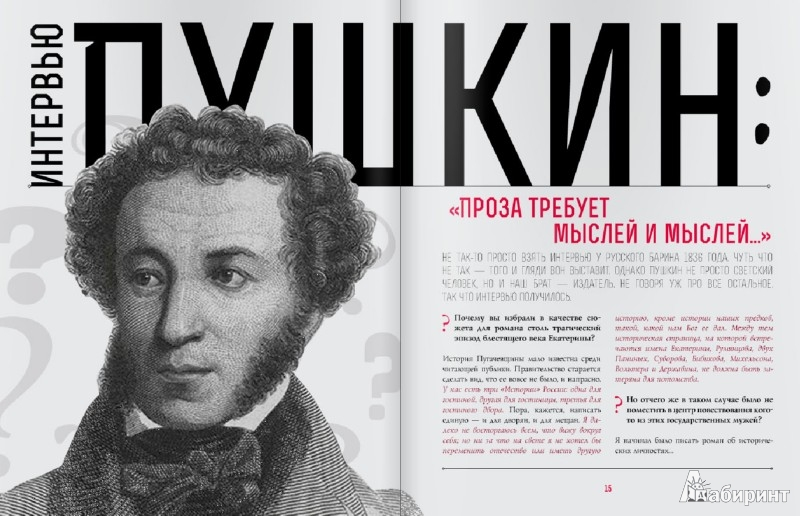 ИНТЕРВЬЮ
ПУШКИН:
«ПРОЗА ТРЕБУЕТ
МЫСЛЕЙ И МЫСЛЕЙ...»
НЕ ТАК-ТО ПРОСТО ВЗЯТЬ ИНТЕРВЬЮ У РУССКОГО БАРИНА 1836 ГОДА. ЧУТЬ ЧТО
НЕ ТАК — ТОГО И ГЛЯДИ ВОН ВЫСТАВИТ. ОДНАКО ПУШКИН НЕ ПРОСТО СВЕТСКИЙ
ЧЕЛОВЕК, НО И НАШ БРАТ — ИЗДАТЕЛЬ. НЕ ГОВОРЯ УЖ ПРО ВСЕ ОСТАЛЬНОЕ.
ТАК ЧТО ИНТЕРВЬЮ ПОЛУЧИЛОСЬ.
? Почему вы избрали в качестве сю-
жета для романа столь трагический
эпизод блестящего века Екатерины?
История Пугачевщины мало известна среди
читающей публики. Правительство старается
сделать вид, что ее вовсе не было, и напрасно.
У нас есть три «Истории» России: одна для
гостиной, другая для гостиницы, третья для
гостиного двора. Пора, кажется, написать
единую — и для дворян, и для мещан. Я да-
леко не восторгаюсь всем, что вижу вокруг
себя; но ни за что на свете я не хотел бы
переменить отечество или иметь другую
историю, кроме истории наших предков,
такой, какой нам Бог ее дал. Между тем
историческая страница, на которой встре-
чаются имена Екатерины, Румянцева, двух
Паниных, Суворова, Бибикова, Михельсона,
Вольтера и Державина, не должна быть за-
теряна для потомства.
? Но отчего же в таком случае было не
поместить в центр повествования кого-
то из этих государственных мужей?
Я начинал было писать роман об историче-
ских личностях...
15
Лабиринт